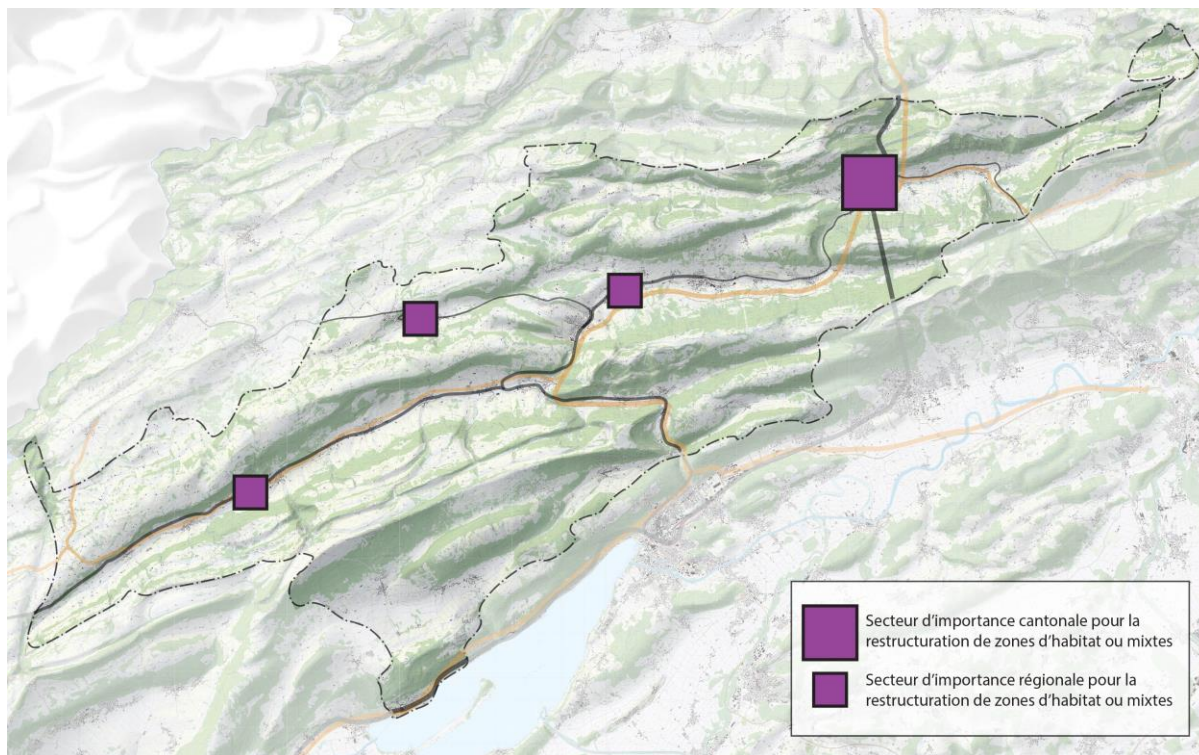 Secteur d'importance cantonale pour la
restructuration de zones d'habitat ou mixtes
Secteur d'importance régionale pour la
restructuration de zones d'habitat ou mixtes